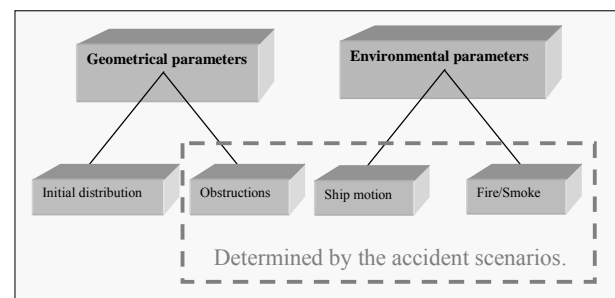 Geometrical parameters
Environmental parameters
Initial distribution
Obstructions
Ship motion
Fire/Smoke
Determined by the accident scenarios.